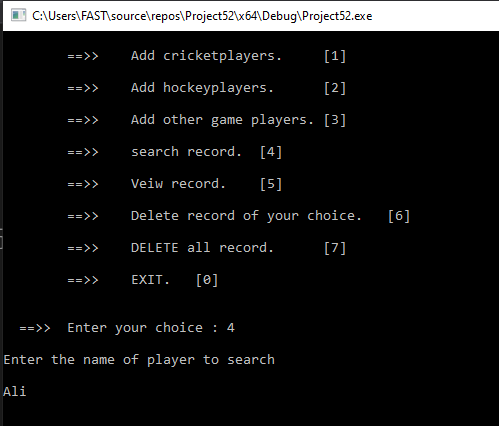 C:\Users\FAST\source\repos\Project52\x64\Debug\Project52.exe
==>> Add cricketplayers. [1]
==>> Add hockeyplayers. [2]
==>> Add other game players. [3]
==>> search record. [4]
==>> Veiw record. [5]
==>> Delete record of your choice. [6]
==>> DELETE all record. [7]
==>> EXIT. [0]
==>> Enter your choice : 4
Enter the name of player to search
Ali